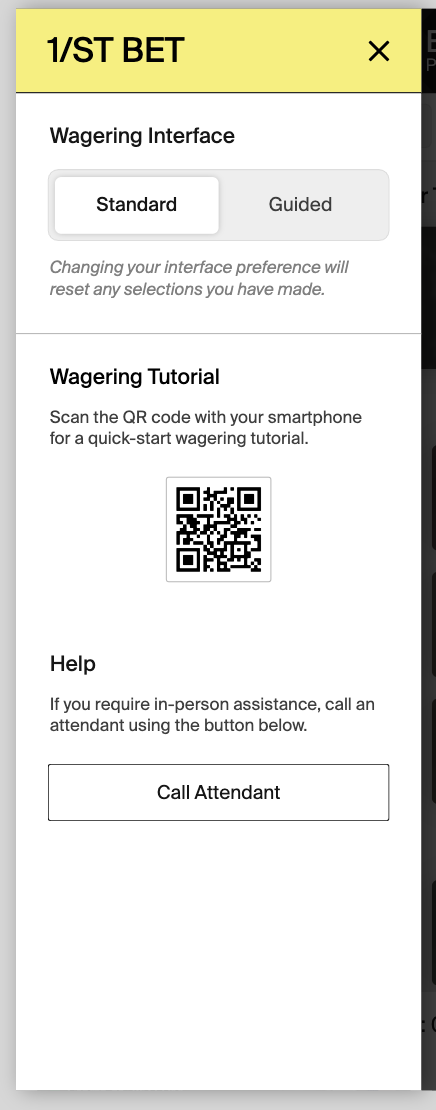 1/ST BET
Wagering Interface
Standard
Guided
Changing your interface preference will
reset any selections you have made.
Wagering Tutorial
Scan the QR code with your smartphone
for a quick-start wagering tutorial.
Help
If you require in-person assistance, call an
attendant using the button below.
Call Attendant